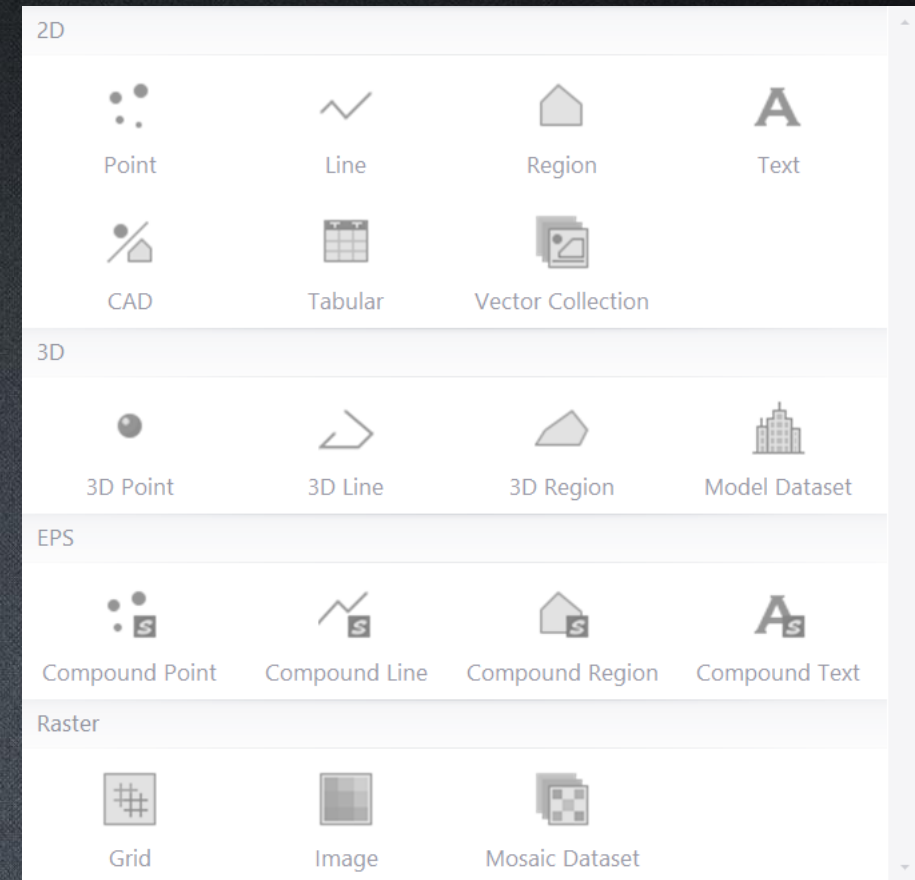 2D
Point Line Region Text
CAD Tabular Vector Collection
3D
3D Point 3D Line 3D Region Model Dataset
EPS
Compound Point Compound Line Compound Region Compound Text
Raster
Grid Image Mosaic Dataset